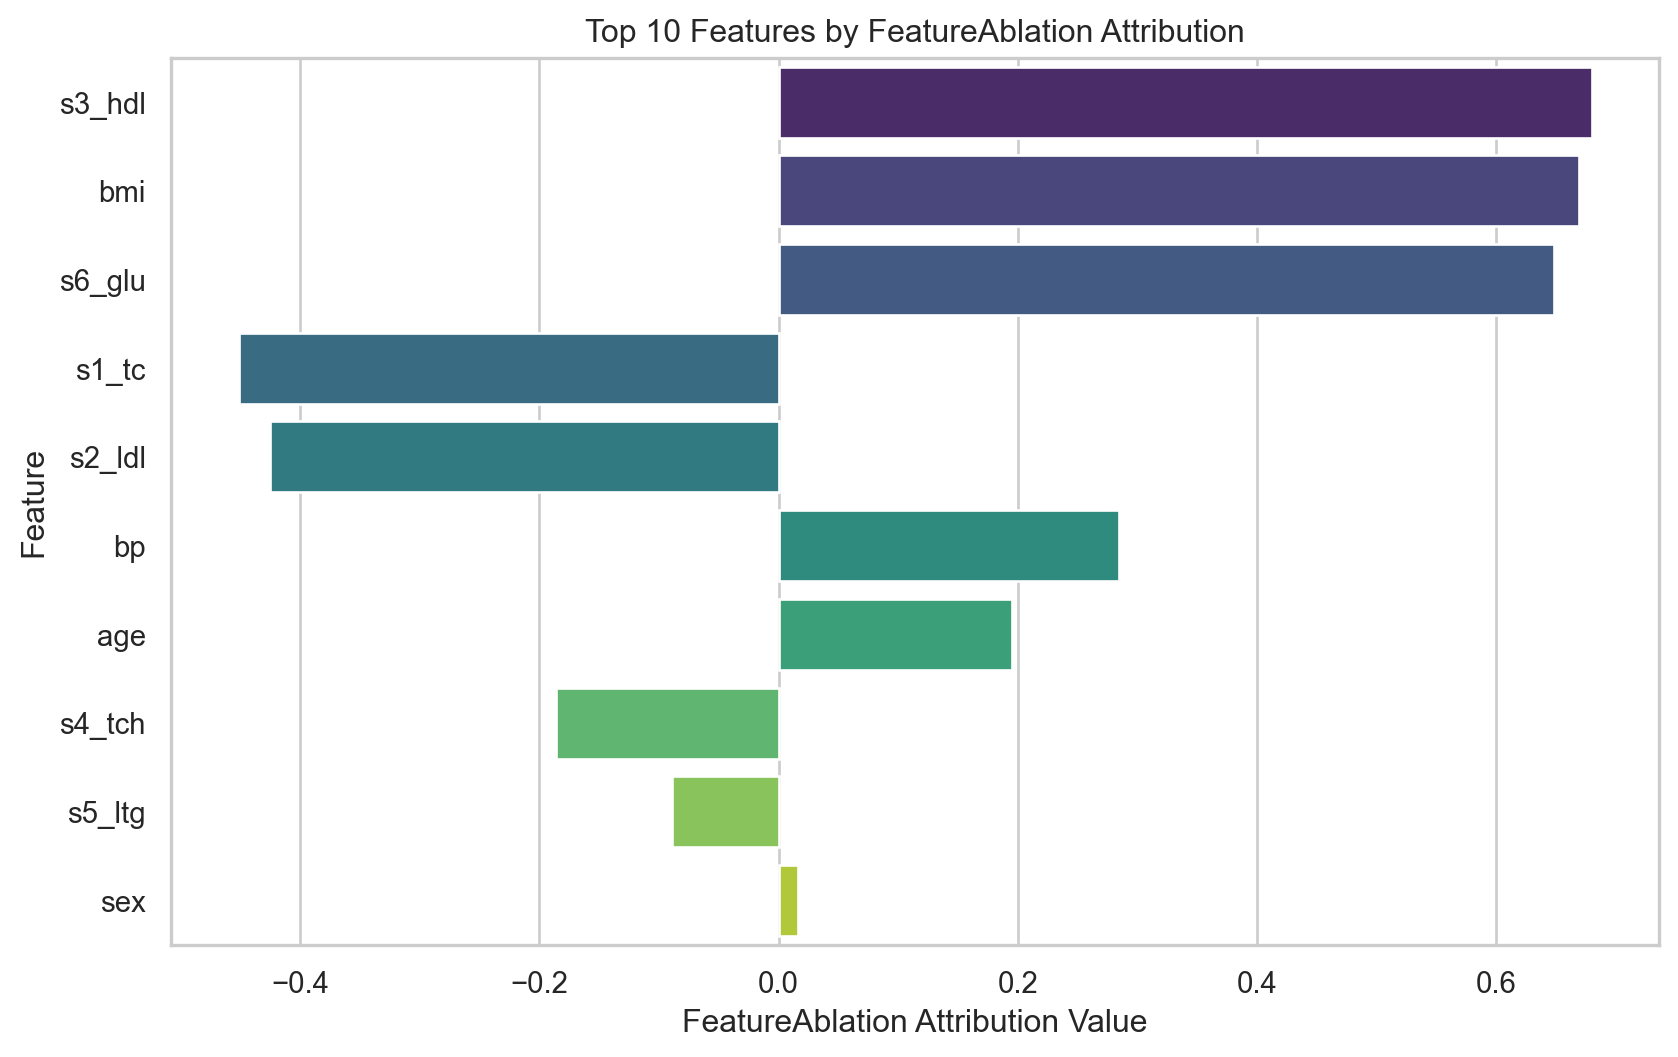 Top 10 Features by FeatureAblation Attribution
s3_hdl
bmi
s6_glu
s1_tc
s2_ldl
bp
age
s4_tch
s5_ltg
sex
Feature
−0.4
−0.2
0.0
0.2
0.4
0.6
FeatureAblation Attribution Value